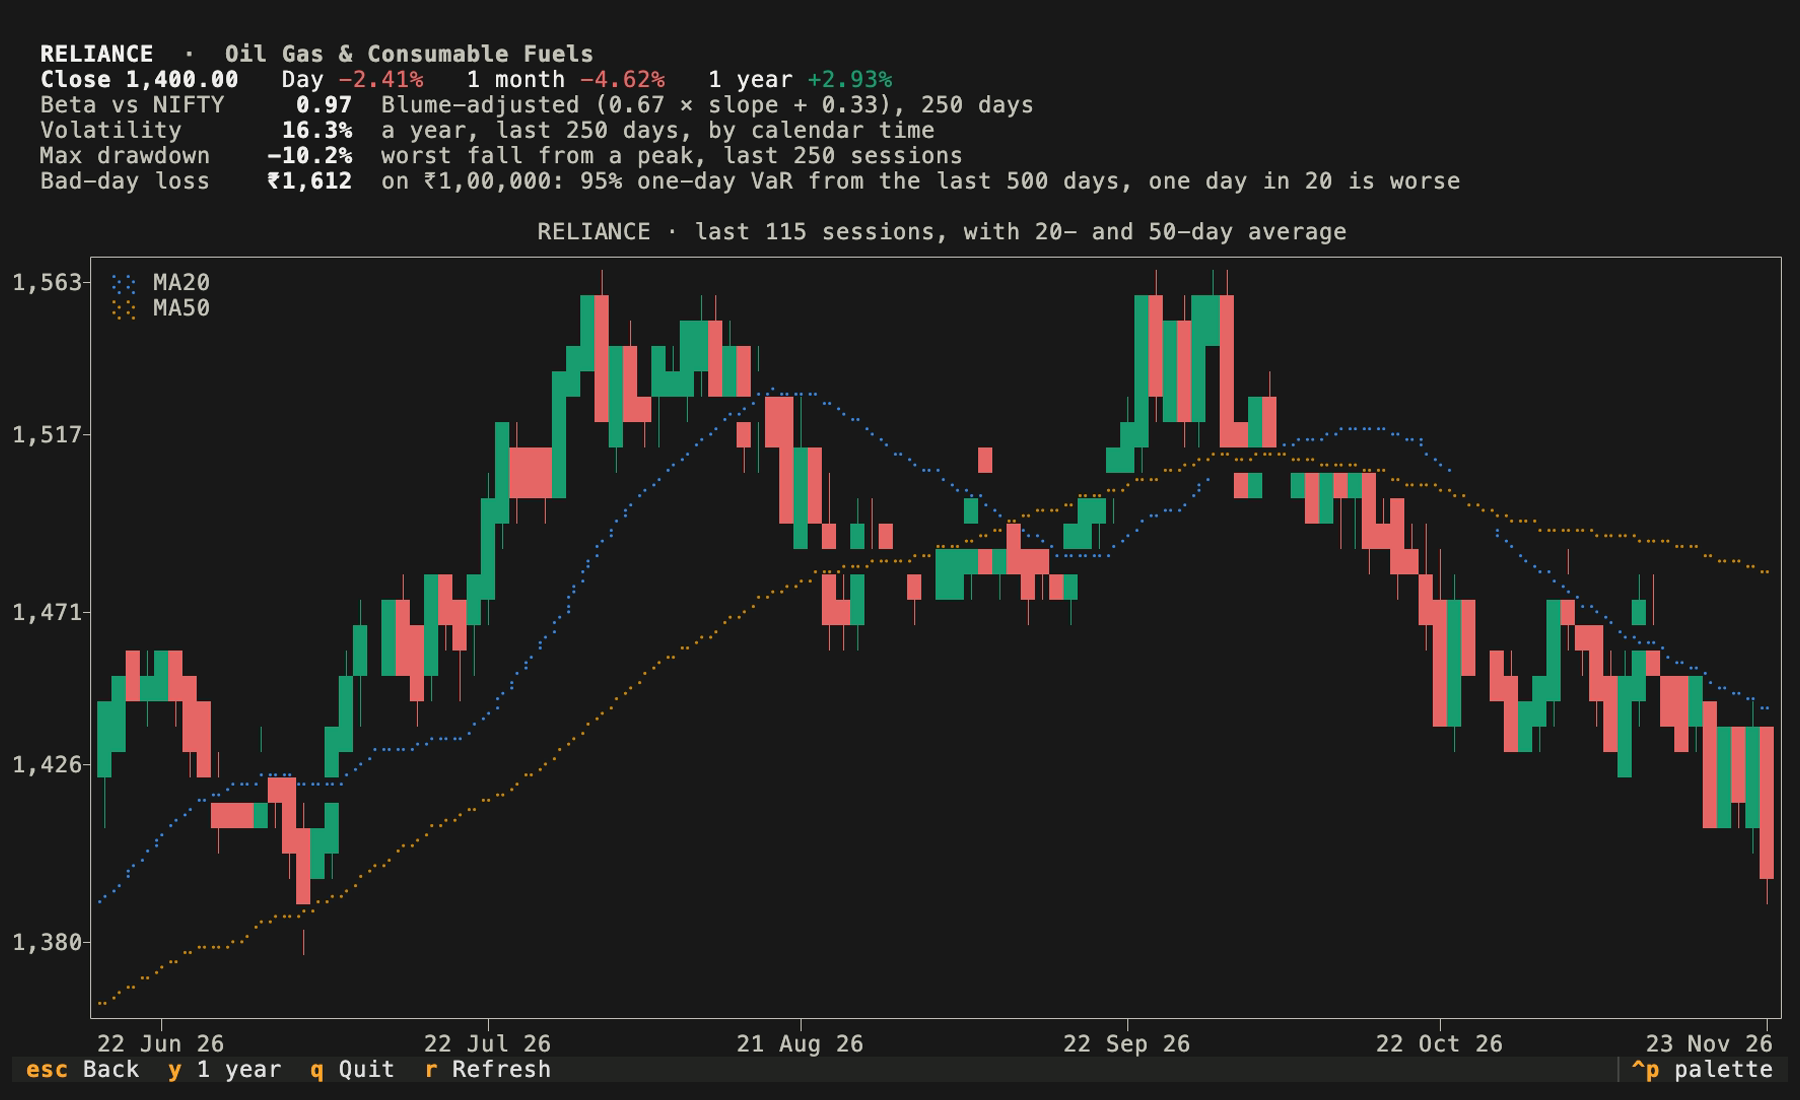 RELIANCE · Oil Gas & Consumable Fuels
Close 1,400.00 Day −2.41% 1 month −4.62% 1 year +2.93%
Beta vs NIFTY 0.97 Blume−adjusted (0.67 × slope + 0.33), 250 days
Volatility 16.3% a year, last 250 days, by calendar time
Max drawdown −10.2% worst fall from a peak, last 250 sessions
Bad−day loss ₹1,612 on ₹1,00,000: 95% one−day VaR from the last 500 days, one day in 20 is worse
RELIANCE · last 115 sessions, with 20− and 50−day average
MA20
MA50
1,563
1,517
1,471
1,426
1,380
22 Jun 26 22 Jul 26 21 Aug 26 22 Sep 26 22 Oct 26 23 Nov 26
esc Back y 1 year q Quit r Refresh ^p palette